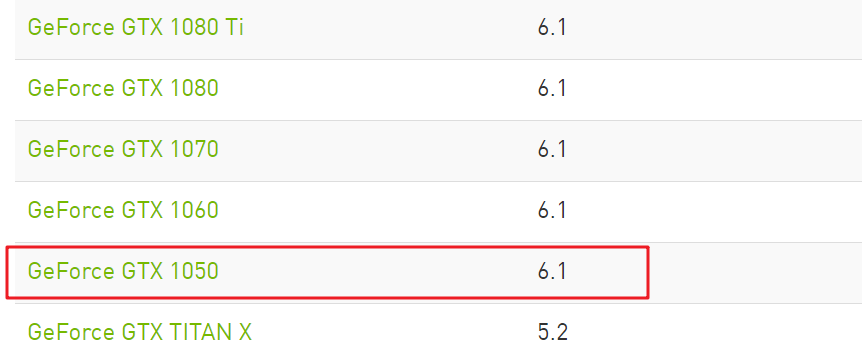 GeForce GTX 1080 Ti 6.1
GeForce GTX 1080 6.1
GeForce GTX 1070 6.1
GeForce GTX 1060 6.1
GeForce GTX 1050 6.1
GeForce GTX TITAN X 5.2